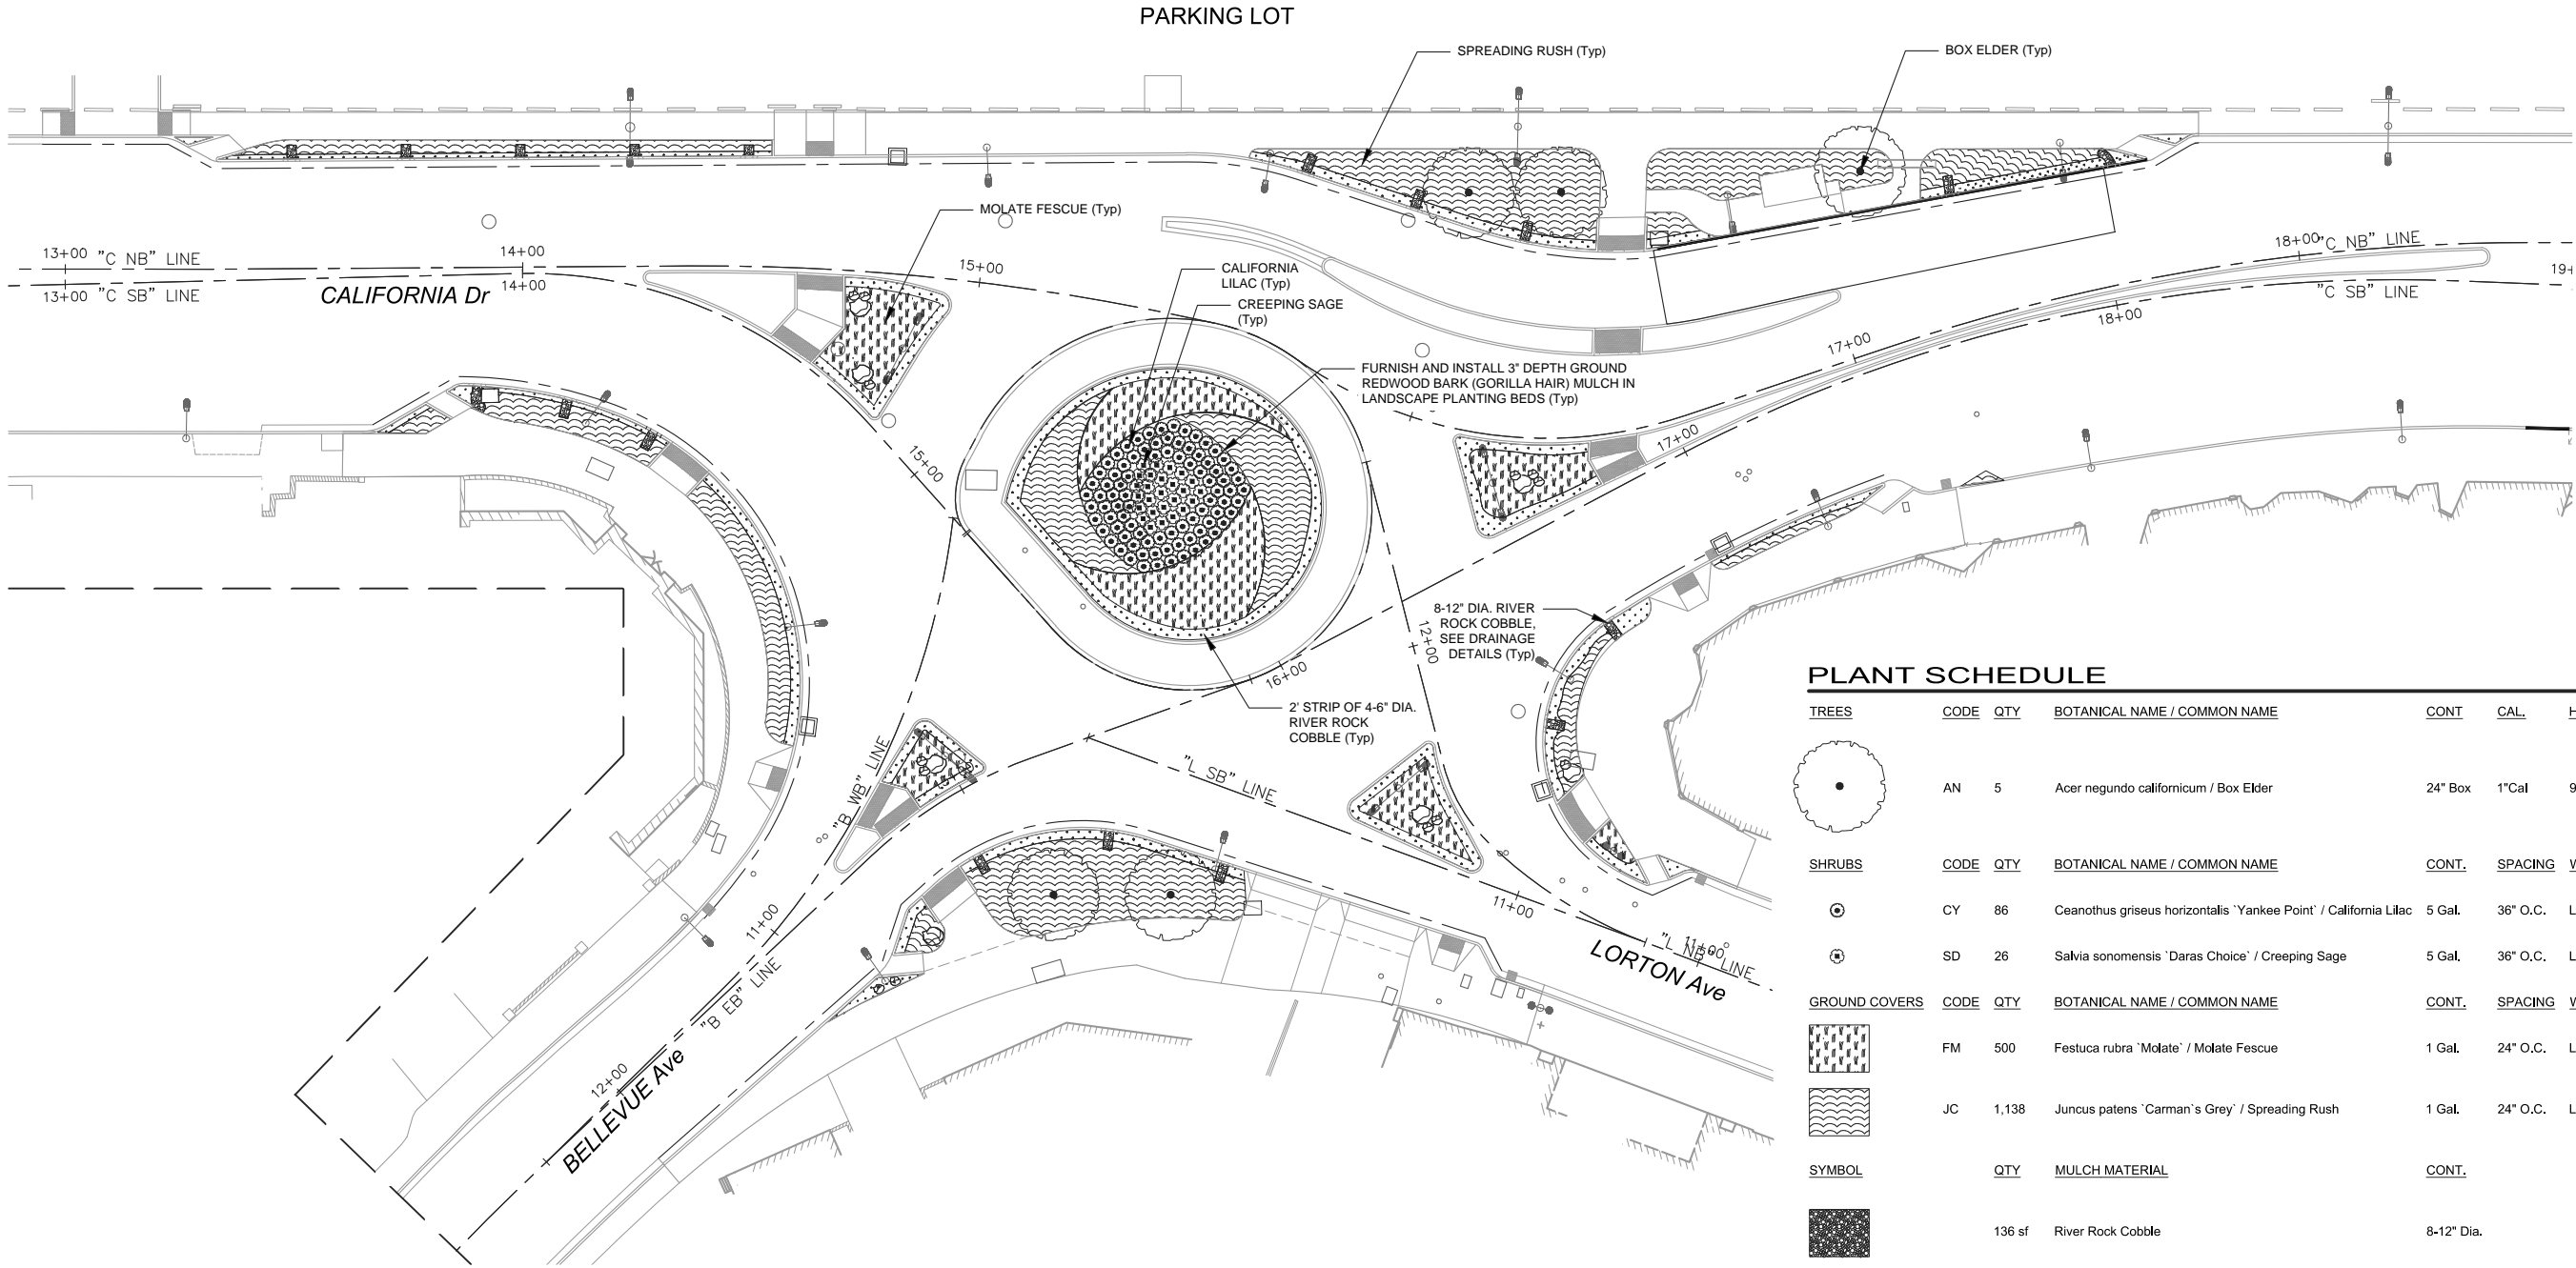 PARKING LOT
SPREADING RUSH (Typ)
BOX ELDER (Typ)
MOLATE FESCUE (Typ)
13+00 "C NB" LINE
14+00
15+00
18+00 "C NB" LINE
13+00 "C SB" LINE
14+00
CALIFORNIA Dr
CALIFORNIA
LILAC (Typ)
CREEPING SAGE
(Typ)
19+
"C SB" LINE
18+00
17+00
FURNISH AND INSTALL 3" DEPTH GROUND
REDWOOD BARK (GORILLA HAIR) MULCH IN
LANDSCAPE PLANTING BEDS (Typ)
17+00
15+00
8-12" DIA. RIVER
ROCK COBBLE,
SEE DRAINAGE
DETAILS (Typ)
12+00
16+00
2' STRIP OF 4-6" DIA.
RIVER ROCK
COBBLE (Typ)
"B WB" LINE
"L SB" LINE
11+00
11+00
11+00
"L NB" LINE
LORTON Ave
"B EB" LINE
12+00
BELLEVUE Ave
PLANT SCHEDULE
TREES CODE QTY BOTANICAL NAME / COMMON NAME CONT CAL. H
AN 5 Acer negundo californicum / Box Elder 24" Box 1"Cal 9
SHRUBS CODE QTY BOTANICAL NAME / COMMON NAME CONT. SPACING W
CY 86 Ceanothus griseus horizontalis `Yankee Point` / California Lilac 5 Gal. 36" O.C. L
SD 26 Salvia sonomensis `Daras Choice` / Creeping Sage 5 Gal. 36" O.C. L
GROUND COVERS CODE QTY BOTANICAL NAME / COMMON NAME CONT. SPACING W
FM 500 Festuca rubra `Molate` / Molate Fescue 1 Gal. 24" O.C. L
JC 1,138 Juncus patens `Carman`s Grey` / Spreading Rush 1 Gal. 24" O.C. L
SYMBOL QTY MULCH MATERIAL CONT.
136 sf River Rock Cobble 8-12" Dia.